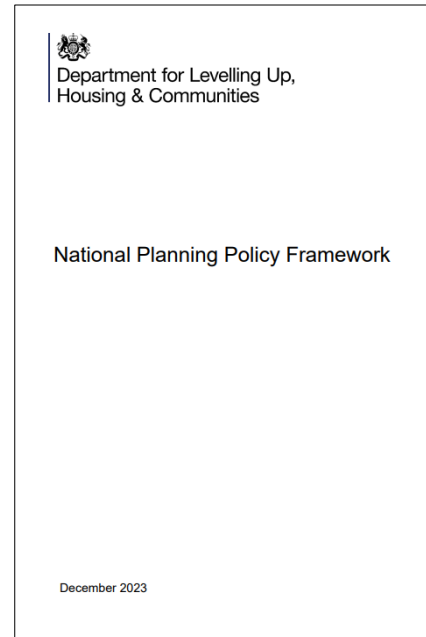 Department for Levelling Up,
Housing & Communities
National Planning Policy Framework
December 2023